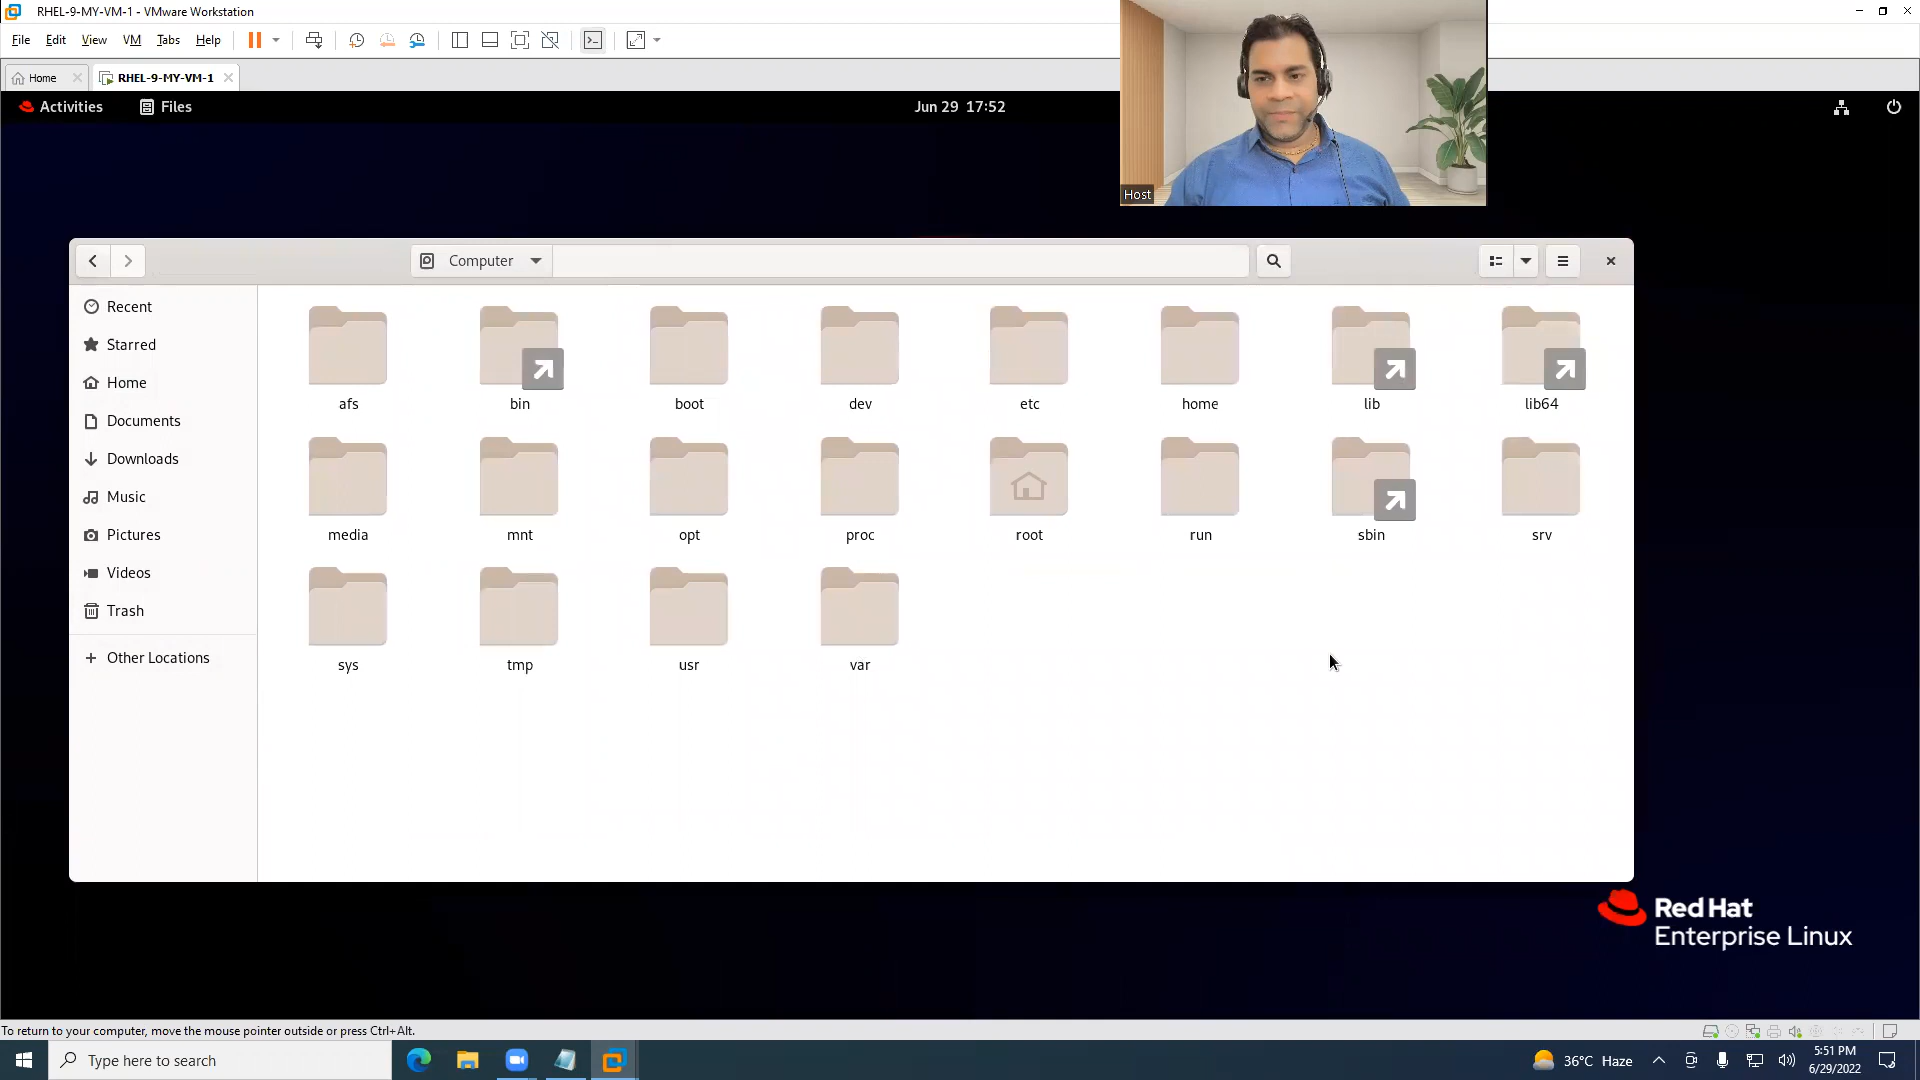 RHEL-9-MY-VM-1 - VMware Workstation
File Edit View VM Tabs Help
Home RHEL-9-MY-VM-1
Activities Files Jun 29 17:52
Host
Computer
Recent
Starred
Home
Documents
Downloads
Music
Pictures
Videos
Trash
Other Locations
afs bin boot dev etc home lib lib64
media mnt opt proc root run sbin srv
sys tmp usr var
Red Hat
Enterprise Linux
To return to your computer, move the mouse pointer outside or press Ctrl+Alt.
Type here to search
36°C Haze
5:51 PM
6/29/2022